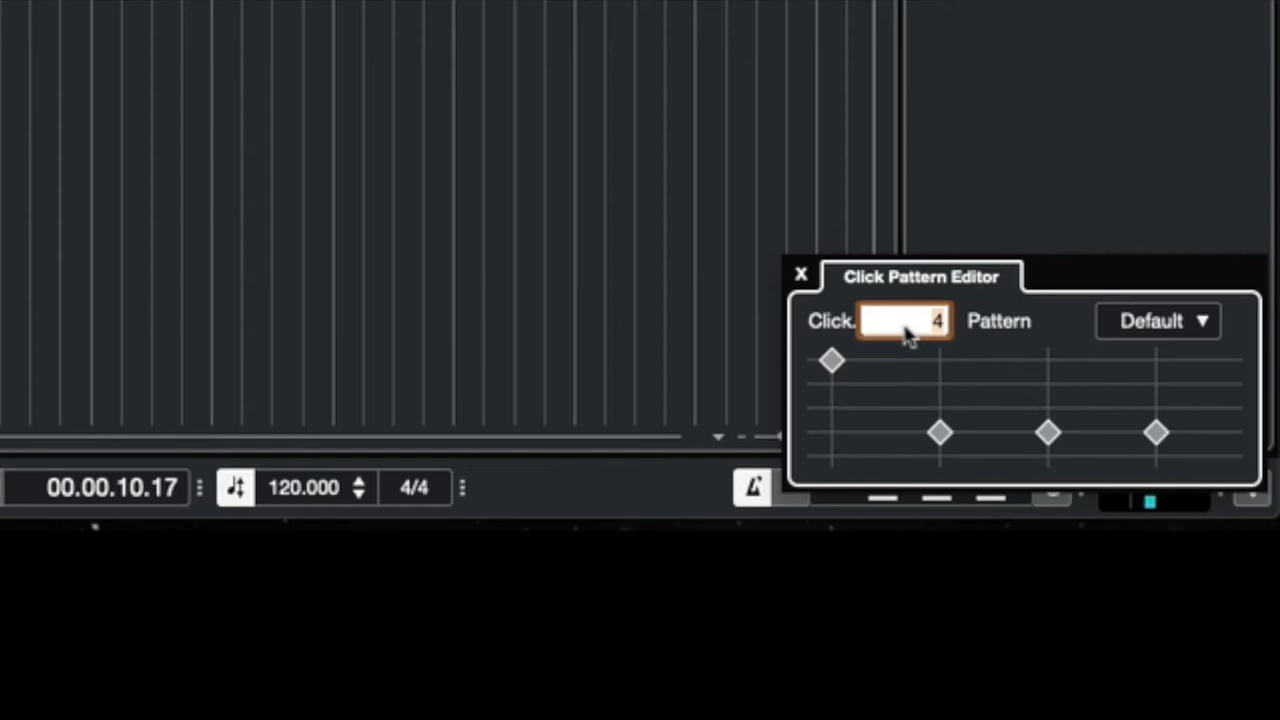 X Click Pattern Editor
Click. 4 Pattern Default
00.00.10.17 120.000 4/4